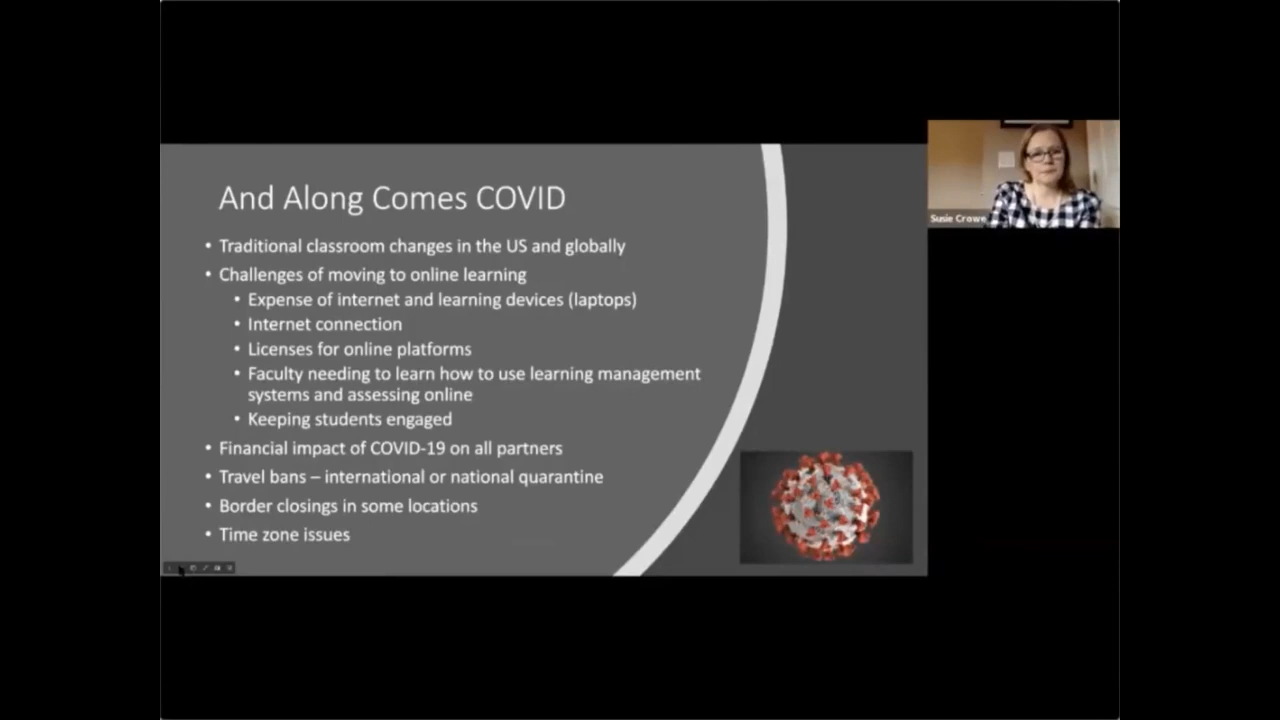 And Along Comes COVID
• Traditional classroom changes in the US and globally
• Challenges of moving to online learning
• Expense of internet and learning devices (laptops)
• Internet connection
• Licenses for online platforms
• Faculty needing to learn how to use learning management
systems and assessing online
• Keeping students engaged
• Financial impact of COVID-19 on all partners
• Travel bans – international or national quarantine
• Border closings in some locations
• Time zone issues
Susie Crowe